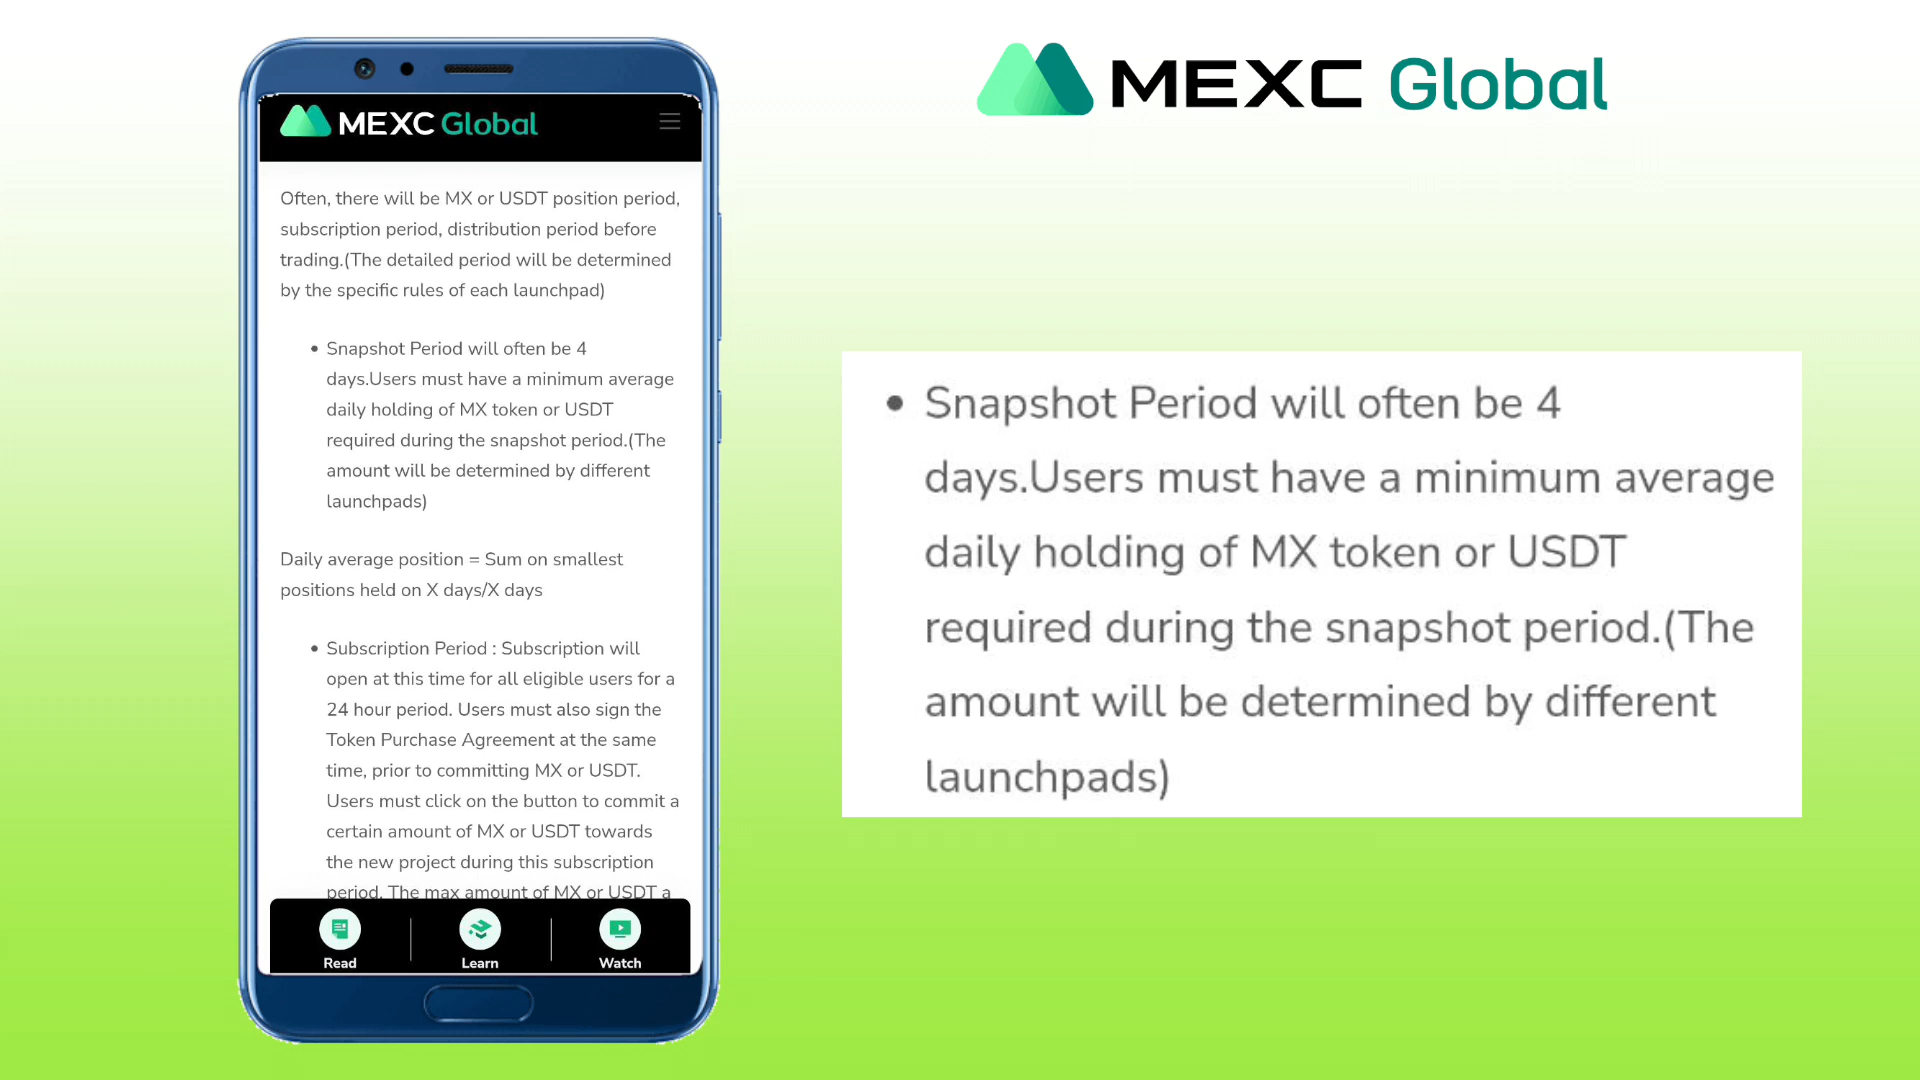 MEXC Global
Often, there will be MX or USDT position period,
subscription period, distribution period before
trading.(The detailed period will be determined
by the specific rules of each launchpad)
• Snapshot Period will often be 4
days.Users must have a minimum average
daily holding of MX token or USDT
required during the snapshot period.(The
amount will be determined by different
launchpads)
Daily average position = Sum on smallest
positions held on X days/X days
• Subscription Period : Subscription will
open at this time for all eligible users for a
24 hour period. Users must also sign the
Token Purchase Agreement at the same
time, prior to committing MX or USDT.
Users must click on the button to commit a
certain amount of MX or USDT towards
the new project during this subscription
period. The max amount of MX or USDT a
Read
Learn
Watch
MEXC Global
• Snapshot Period will often be 4
days.Users must have a minimum average
daily holding of MX token or USDT
required during the snapshot period.(The
amount will be determined by different
launchpads)